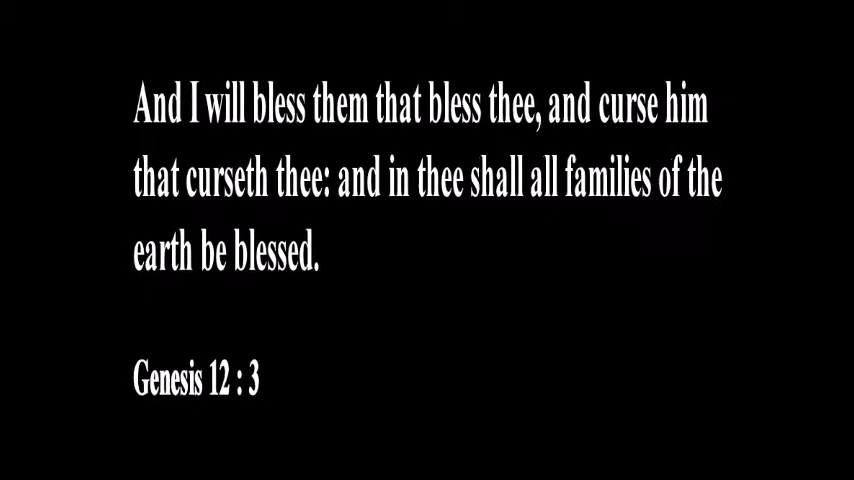 And I will bless them that bless thee, and curse him
that curseth thee: and in thee shall all families of the
earth be blessed.
Genesis 12 : 3